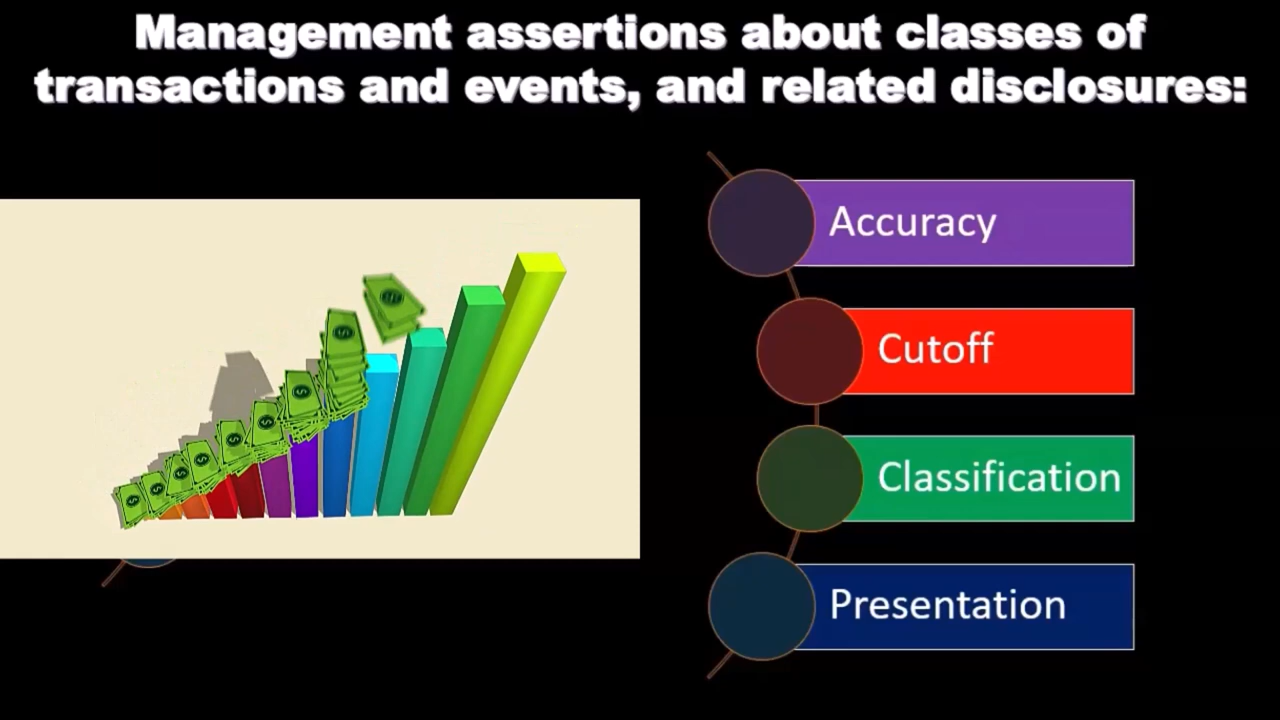 Management assertions about classes of
transactions and events, and related disclosures:
Accuracy
Cutoff
Classification
Presentation